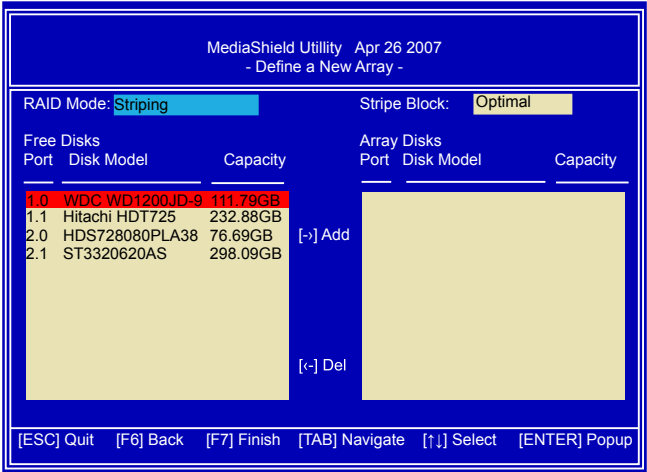 MediaShield Utillity Apr 26 2007
- Define a New Array -
RAID Mode: Striping
Stripe Block: Optimal
Free Disks
Port Disk Model Capacity
1.0 WDC WD1200JD-9 111.79GB
1.1 Hitachi HDT725 232.88GB
2.0 HDS728080PLA38 76.69GB
2.1 ST3320620AS 298.09GB
[→] Add
[←] Del
Array Disks
Port Disk Model Capacity
[ESC] Quit [F6] Back [F7] Finish [TAB] Navigate [↑↓] Select [ENTER] Popup